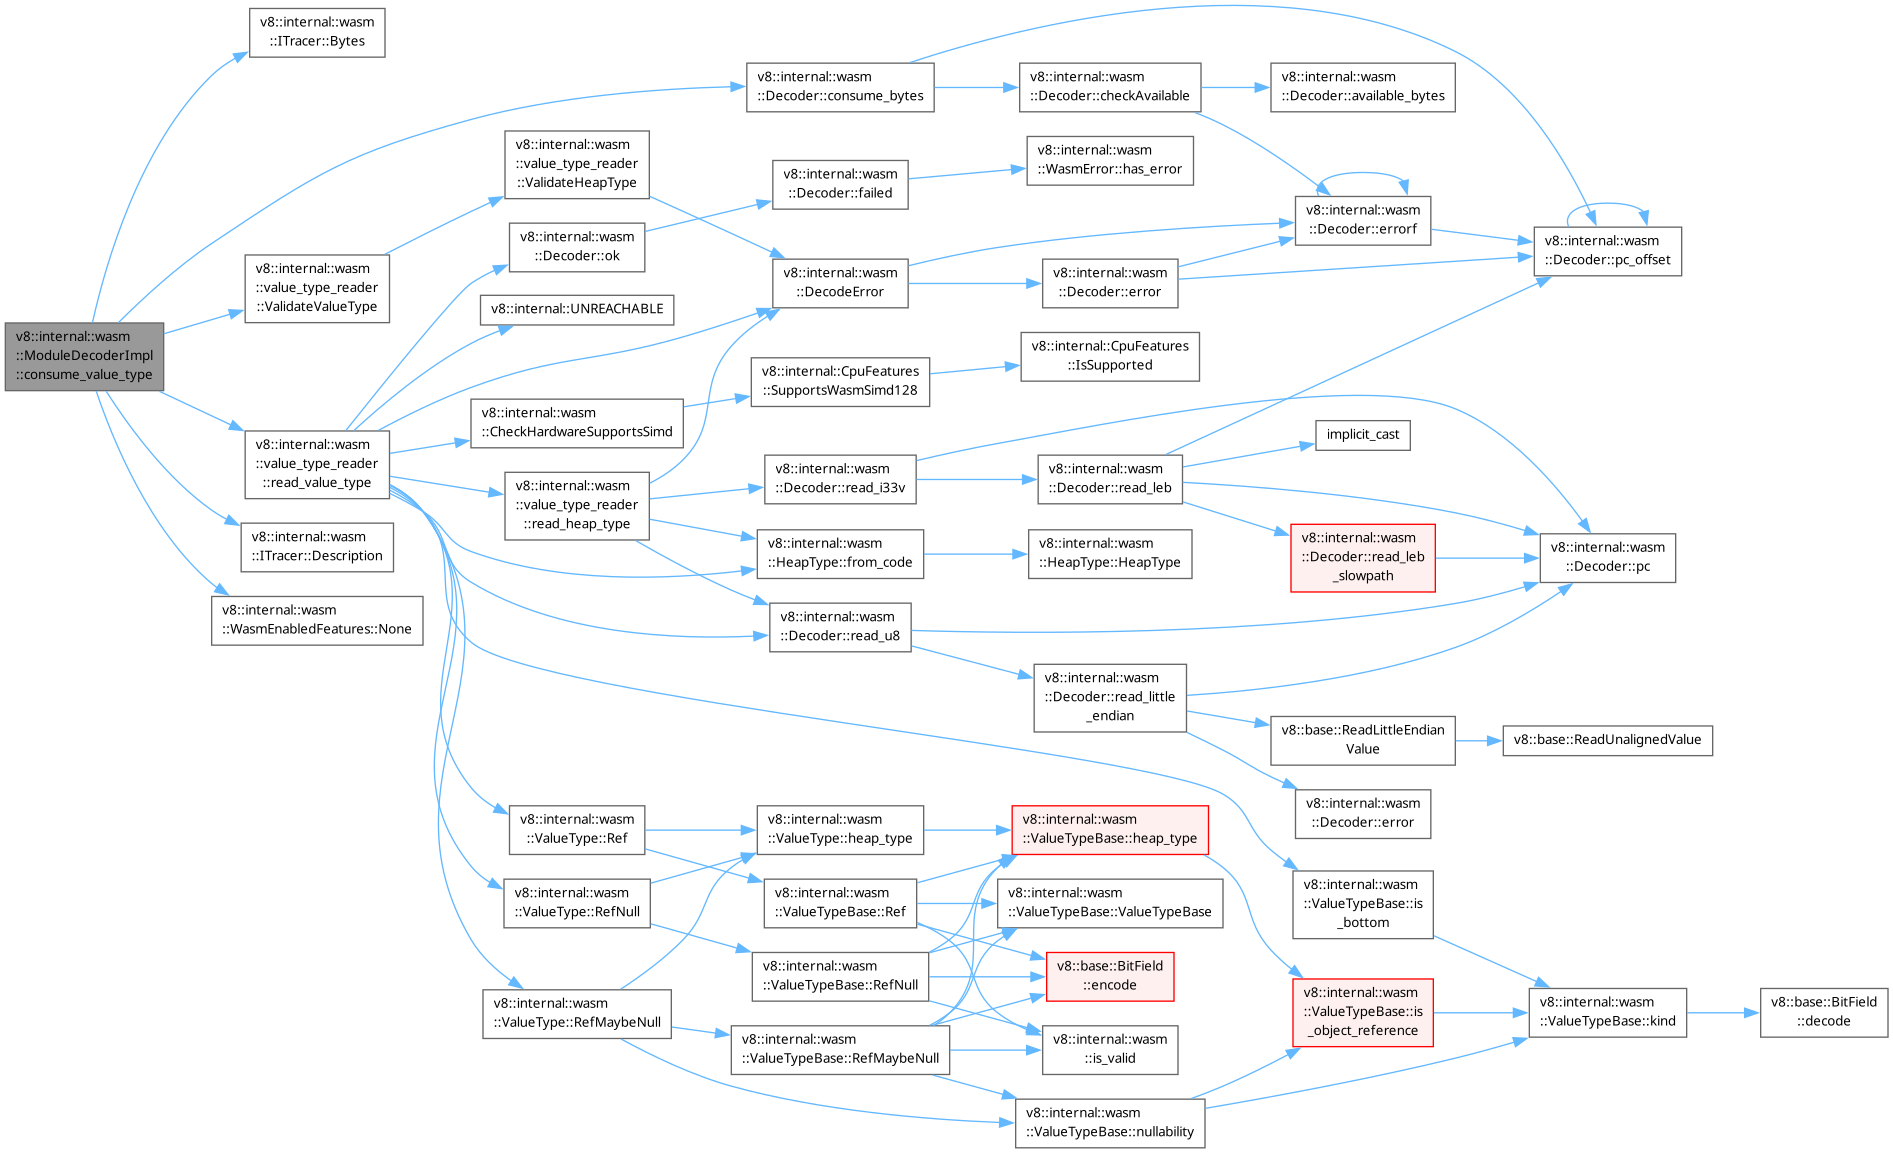 v8::internal::wasm
::ModuleDecoderImpl
::consume_value_type
v8::internal::wasm
::ITracer::Bytes
v8::internal::wasm
::value_type_reader
::ValidateValueType
v8::internal::wasm
::value_type_reader
::read_value_type
v8::internal::wasm
::ITracer::Description
v8::internal::wasm
::WasmEnabledFeatures::None
v8::internal::wasm
::value_type_reader
::ValidateHeapType
v8::internal::wasm
::Decoder::ok
v8::internal::UNREACHABLE
v8::internal::wasm
::CheckHardwareSupportsSimd
v8::internal::wasm
::value_type_reader
::read_heap_type
v8::internal::wasm
::ValueType::Ref
v8::internal::wasm
::ValueType::RefNull
v8::internal::wasm
::ValueType::RefMaybeNull
v8::internal::wasm
::Decoder::consume_bytes
v8::internal::wasm
::Decoder::failed
v8::internal::wasm
::DecodeError
v8::internal::CpuFeatures
::SupportsWasmSimd128
v8::internal::wasm
::Decoder::read_i33v
v8::internal::wasm
::HeapType::from_code
v8::internal::wasm
::Decoder::read_u8
v8::internal::wasm
::ValueType::heap_type
v8::internal::wasm
::ValueTypeBase::Ref
v8::internal::wasm
::ValueTypeBase::RefNull
v8::internal::wasm
::ValueTypeBase::RefMaybeNull
v8::internal::wasm
::Decoder::checkAvailable
v8::internal::wasm
::WasmError::has_error
v8::internal::wasm
::Decoder::error
v8::internal::CpuFeatures
::IsSupported
v8::internal::wasm
::Decoder::read_leb
v8::internal::wasm
::HeapType::HeapType
v8::internal::wasm
::Decoder::read_little
_endian
v8::internal::wasm
::ValueTypeBase::heap_type
v8::internal::wasm
::ValueTypeBase::ValueTypeBase
v8::base::BitField
::encode
v8::internal::wasm
::is_valid
v8::internal::wasm
::ValueTypeBase::nullability
v8::internal::wasm
::Decoder::available_bytes
v8::internal::wasm
::Decoder::errorf
implicit_cast
v8::internal::wasm
::Decoder::read_leb
_slowpath
v8::base::ReadLittleEndian
Value
v8::internal::wasm
::Decoder::error
v8::internal::wasm
::ValueTypeBase::is
_bottom
v8::internal::wasm
::ValueTypeBase::is
_object_reference
v8::internal::wasm
::Decoder::pc_offset
v8::internal::wasm
::Decoder::pc
v8::base::ReadUnalignedValue
v8::internal::wasm
::ValueTypeBase::kind
v8::base::BitField
::decode